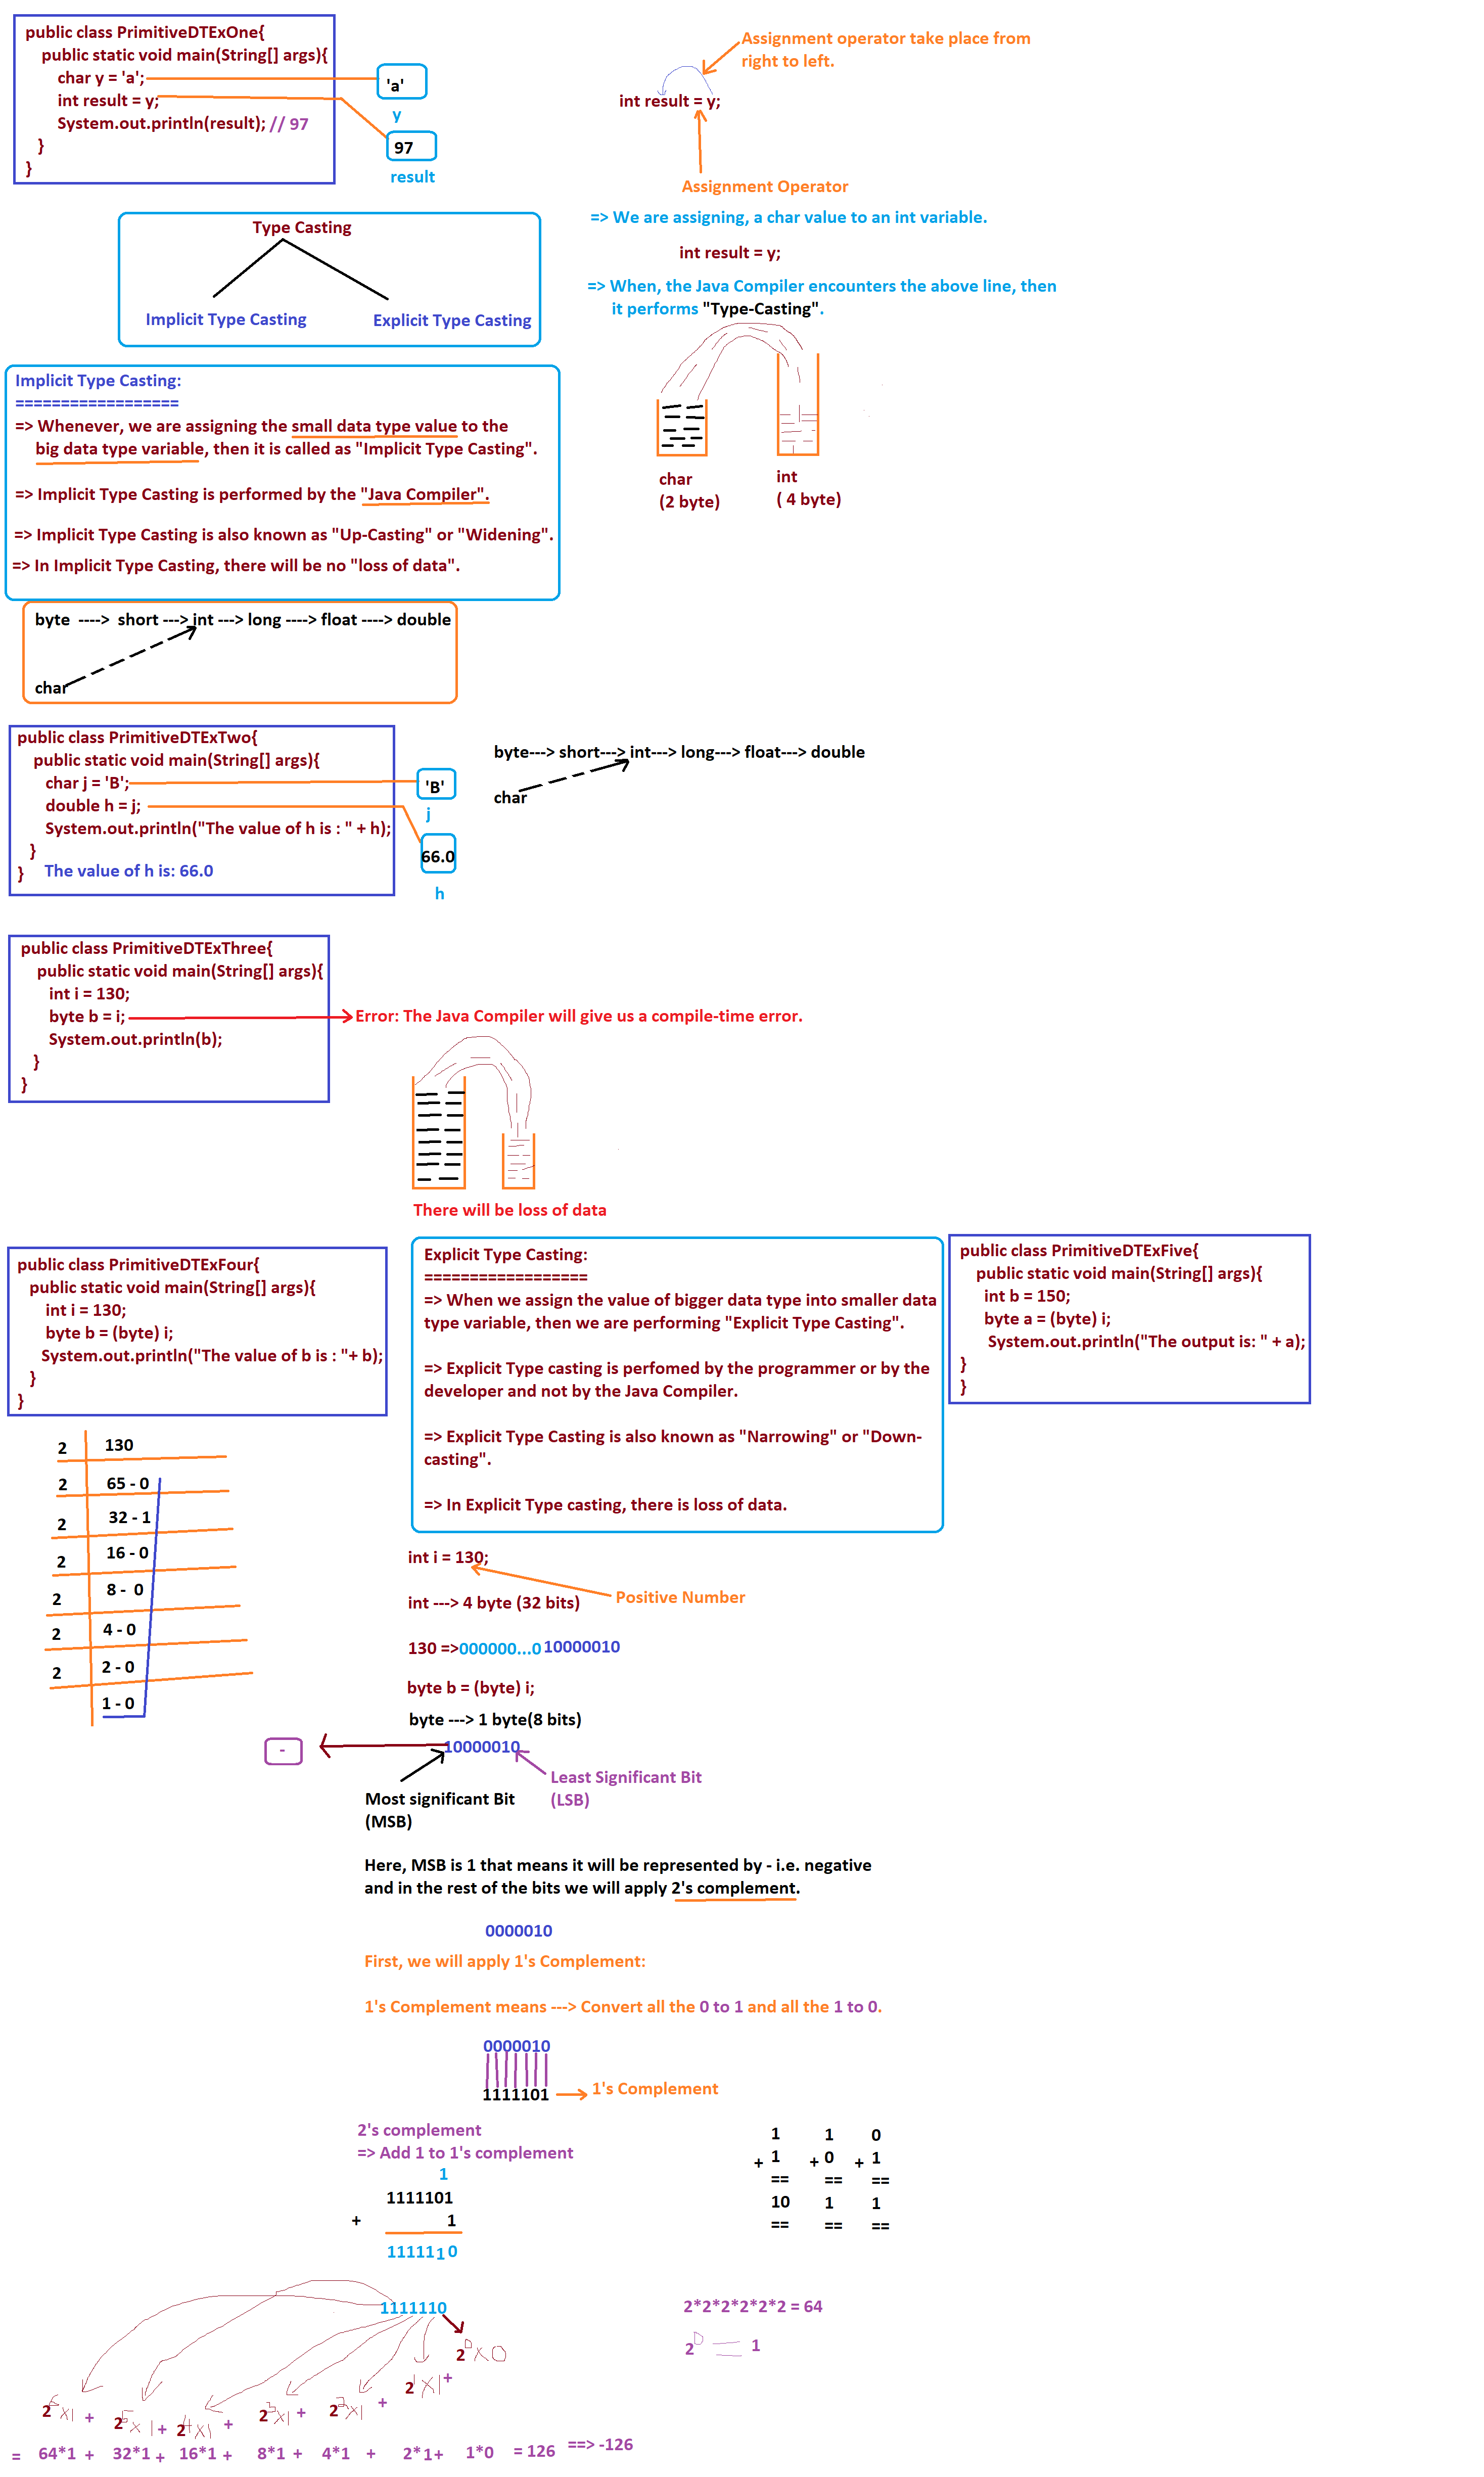 public class PrimitiveDTExOne{
public static void main(String[] args){
char y = 'a';
int result = y;
System.out.println(result); // 97
}
}
'a'
y
97
result
Assignment operator take place from
right to left.
int result = y;
Assignment Operator
=> We are assigning, a char value to an int variable.
int result = y;
=> When, the Java Compiler encounters the above line, then
it performs "Type-Casting".
char
(2 byte)
int
( 4 byte)
Type Casting
Implicit Type Casting
Explicit Type Casting
Implicit Type Casting:
==================
=> Whenever, we are assigning the small data type value to the
big data type variable, then it is called as "Implicit Type Casting".
=> Implicit Type Casting is performed by the "Java Compiler".
=> Implicit Type Casting is also known as "Up-Casting" or "Widening".
=> In Implicit Type Casting, there will be no "loss of data".
byte ----> short ---> int ---> long ----> float ----> double
char
public class PrimitiveDTExTwo{
public static void main(String[] args){
char j = 'B';
double h = j;
System.out.println("The value of h is : " + h);
}
}
The value of h is: 66.0
'B'
j
66.0
h
byte---> short---> int---> long---> float---> double
char
public class PrimitiveDTExThree{
public static void main(String[] args){
int i = 130;
byte b = i;
System.out.println(b);
}
}
Error: The Java Compiler will give us a compile-time error.
There will be loss of data
public class PrimitiveDTExFour{
public static void main(String[] args){
int i = 130;
byte b = (byte) i;
System.out.println("The value of b is : "+ b);
}
}
Explicit Type Casting:
==================
=> When we assign the value of bigger data type into smaller data
type variable, then we are performing "Explicit Type Casting".
=> Explicit Type casting is perfomed by the programmer or by the
developer and not by the Java Compiler.
=> Explicit Type Casting is also known as "Narrowing" or "Down-
casting".
=> In Explicit Type casting, there is loss of data.
public class PrimitiveDTExFive{
public static void main(String[] args){
int b = 150;
byte a = (byte) i;
System.out.println("The output is: " + a);
}
}
2 130
2 65 - 0
2 32 - 1
2 16 - 0
2 8 - 0
2 4 - 0
2 2 - 0
1 - 0
int i = 130;
Positive Number
int ---> 4 byte (32 bits)
130 =>000000...0 10000010
byte b = (byte) i;
byte ---> 1 byte(8 bits)
-
10000010
Most significant Bit
(MSB)
Least Significant Bit
(LSB)
Here, MSB is 1 that means it will be represented by - i.e. negative
and in the rest of the bits we will apply 2's complement.
0000010
First, we will apply 1's Complement:
1's Complement means ---> Convert all the 0 to 1 and all the 1 to 0.
0000010
1111101
1's Complement
2's complement
=> Add 1 to 1's complement
1
1111101
+ 1
1111110
1 1 0
+ 1 + 0 + 1
== == ==
10 1 1
== == ==
1111110
2*2*2*2*2*2 = 64
2^0 = 1
2^0 x 0
2^1 x 1 +
2^6 x 1 + 2^5 x 1 + 2^4 x 1 + 2^3 x 1 + 2^2 x 1 +
= 64*1 + 32*1 + 16*1 + 8*1 + 4*1 + 2*1 + 1*0 = 126 ==> -126